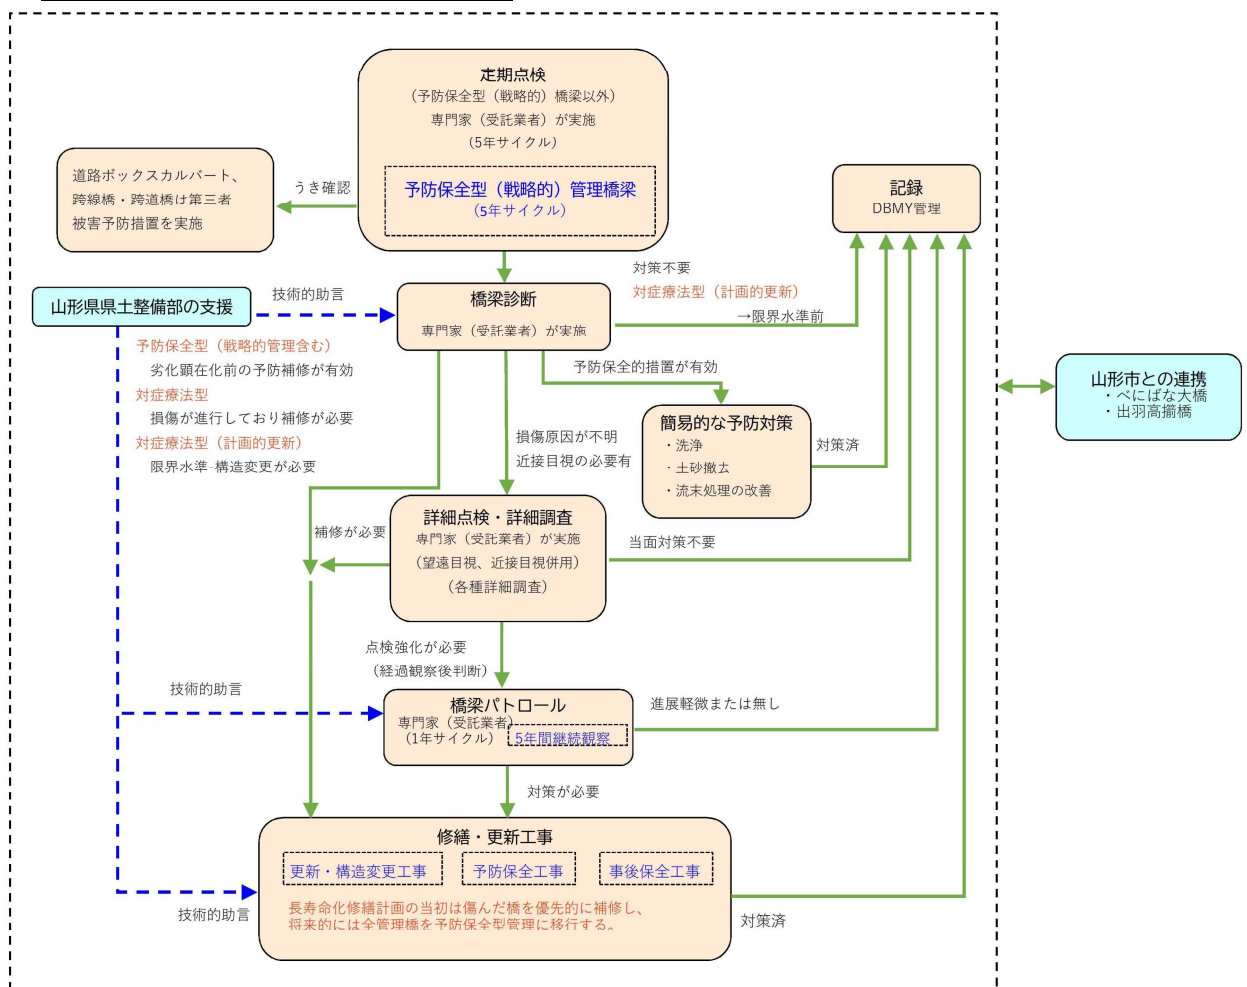 定期点検
(予防保全型（戦略的）橋梁以外)
専門家（受託業者）が実施
(5年サイクル)
予防保全型（戦略的）管理橋梁
(5年サイクル)
道路ボックスカルバート、
跨線橋・跨道橋は第三者
被害予防措置を実施
うき確認
記録
DBMY管理
対策不要
対症療法型（計画的更新）
→限界水準前
山形県県土整備部の支援
技術的助言
橋梁診断
専門家（受託業者）が実施
予防保全型（戦略的管理含む）
劣化顕在化前の予防補修が有効
対症療法型
損傷が進行しており補修が必要
対症療法型（計画的更新）
限界水準-構造変更が必要
予防保全的措置が有効
簡易的な予防対策
・洗浄
・土砂撤去
・流末処理の改善
対策済
山形市との連携
・べにばな大橋
・出羽高擶橋
損傷原因が不明
近接目視の必要有
詳細点検・詳細調査
専門家（受託業者）が実施
(望遠目視、近接目視併用)
(各種詳細調査)
補修が必要
当面対策不要
点検強化が必要
（経過観察後判断）
技術的助言
橋梁パトロール
専門家（受託業者）
（1年サイクル）
5年間継続観察
進展軽微または無し
対策が必要
修繕・更新工事
更新・構造変更工事
予防保全工事
事後保全工事
長寿命化修繕計画の当初は傷んだ橋を優先的に補修し、
将来的には全管理橋を予防保全型管理に移行する。
技術的助言
対策済